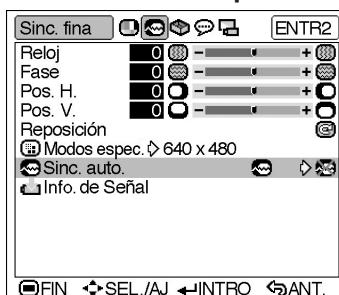 Sinc. fina ENTR2
Reloj 0 - +
Fase 0 - +
Pos. H. 0 - +
Pos. V. 0 - +
Reposición
Modos espec. 640 x 480
Sinc. auto.
Info. de Señal
FIN SEL./AJ INTRO ANT.